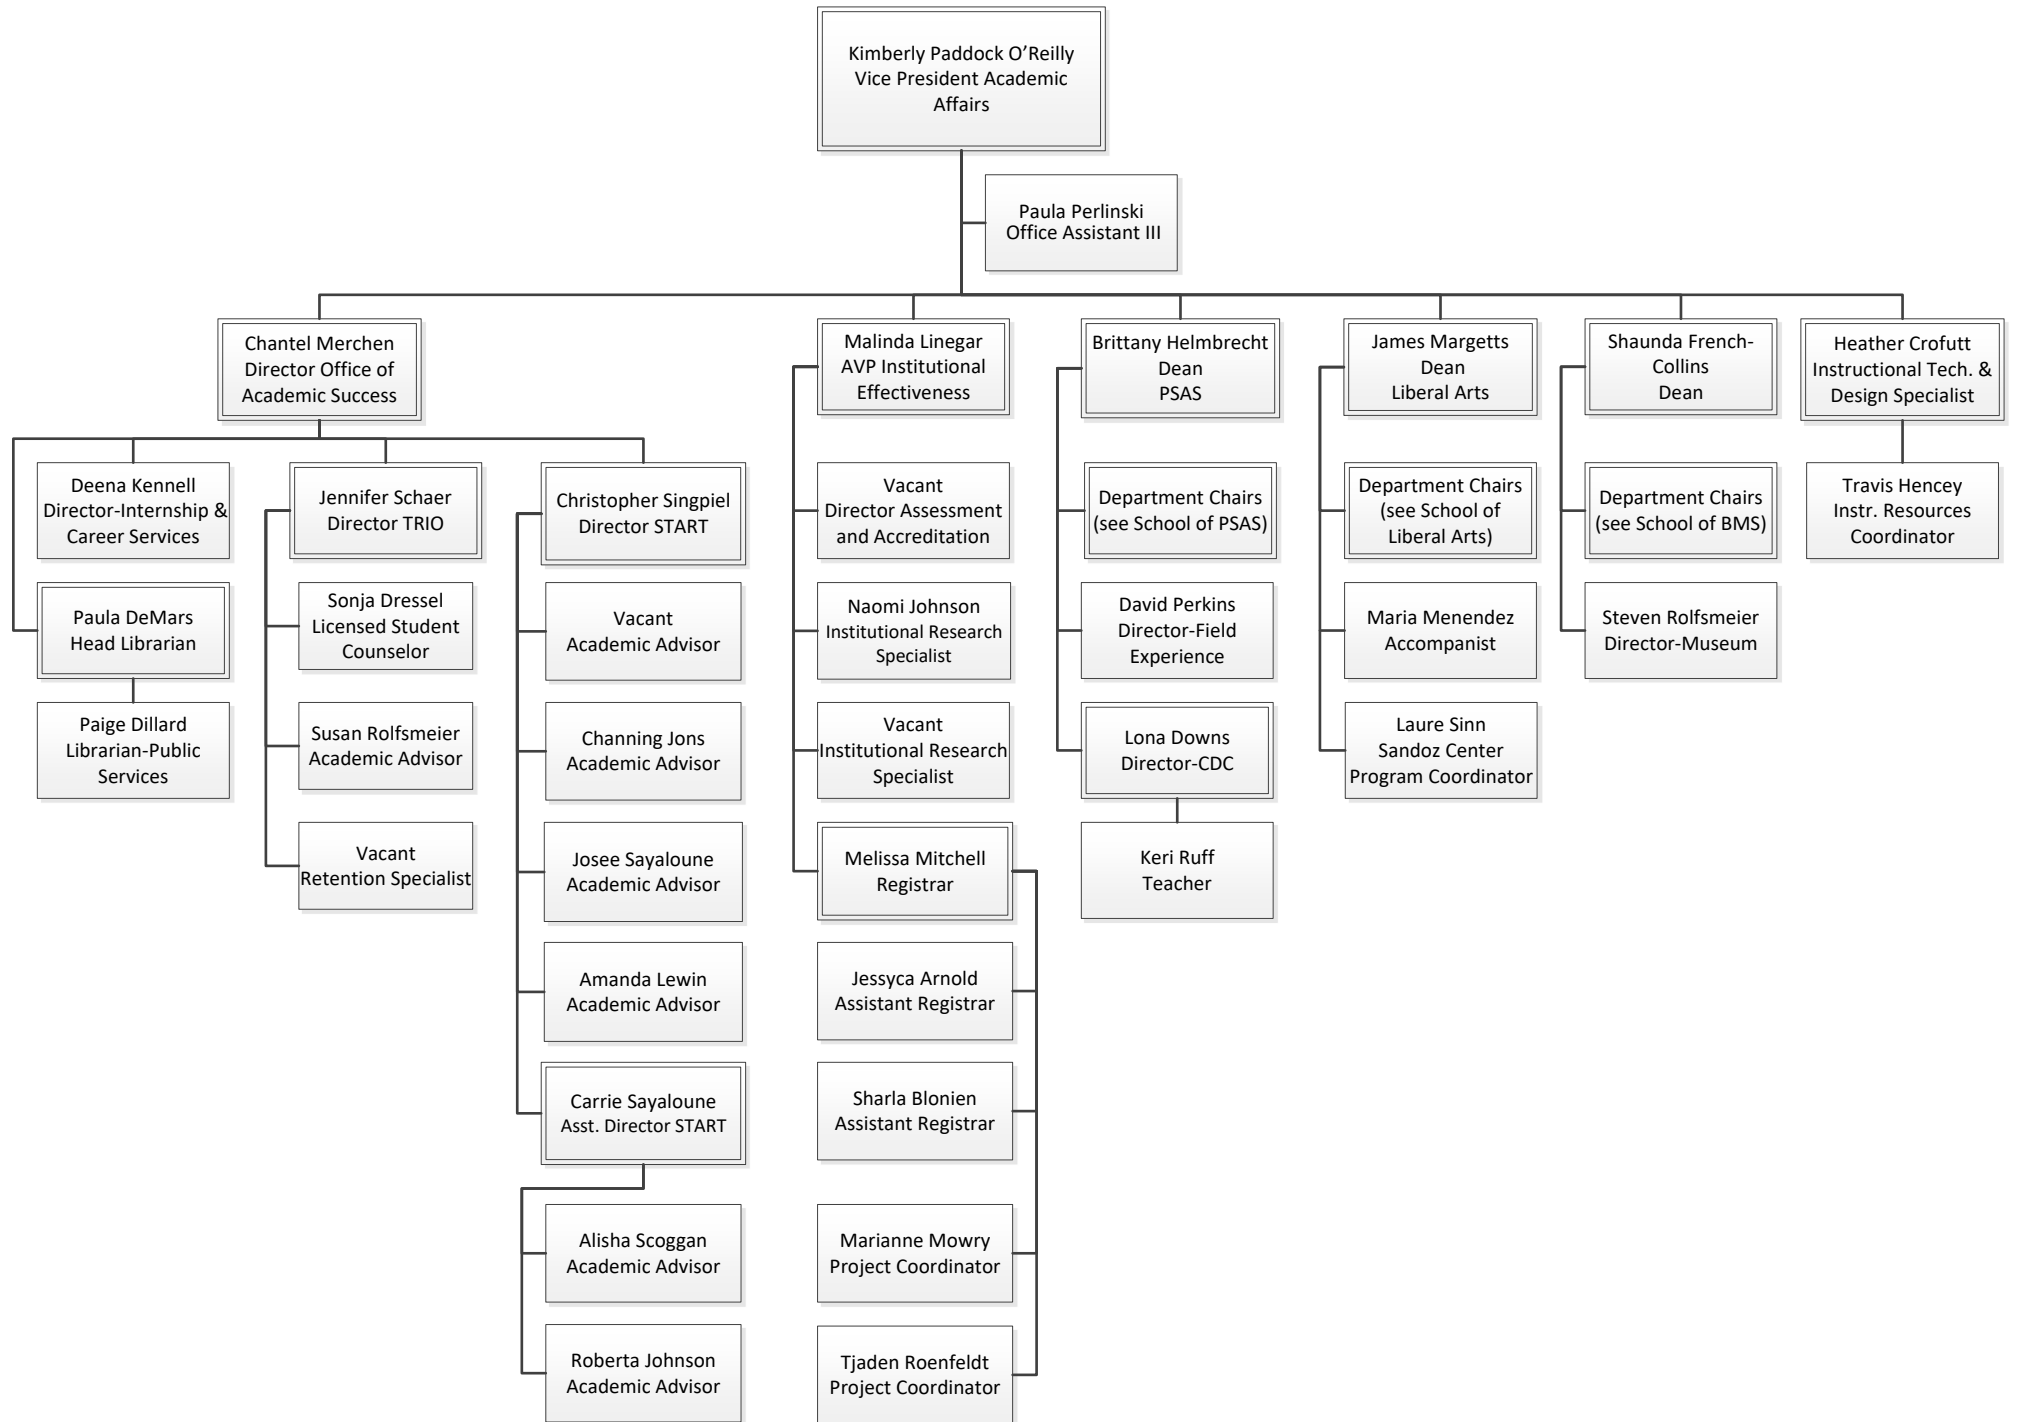 Kimberly Paddock O’Reilly
Vice President Academic
Affairs
Paula Perlinski
Office Assistant III
Chantel Merchen
Director Office of
Academic Success
Malinda Linegar
AVP Institutional
Effectiveness
Brittany Helmbrecht
Dean
PSAS
James Margetts
Dean
Liberal Arts
Shaunda French-
Collins
Dean
Heather Crofutt
Instructional Tech. &
Design Specialist
Deena Kennell
Director-Internship &
Career Services
Jennifer Schaer
Director TRIO
Christopher Singpiel
Director START
Vacant
Director Assessment
and Accreditation
Department Chairs
(see School of PSAS)
Department Chairs
(see School of
Liberal Arts)
Department Chairs
(see School of BMS)
Travis Hencey
Instr. Resources
Coordinator
Paula DeMars
Head Librarian
Sonja Dressel
Licensed Student
Counselor
Vacant
Academic Advisor
Naomi Johnson
Institutional Research
Specialist
David Perkins
Director-Field
Experience
Maria Menendez
Accompanist
Steven Rolfsmeier
Director-Museum
Paige Dillard
Librarian-Public
Services
Susan Rolfsmeier
Academic Advisor
Channing Jons
Academic Advisor
Vacant
Institutional Research
Specialist
Lona Downs
Director-CDC
Laure Sinn
Sandoz Center
Program Coordinator
Vacant
Retention Specialist
Josee Sayaloune
Academic Advisor
Melissa Mitchell
Registrar
Keri Ruff
Teacher
Amanda Lewin
Academic Advisor
Jessyca Arnold
Assistant Registrar
Carrie Sayaloune
Asst. Director START
Sharla Blonien
Assistant Registrar
Alisha Scoggan
Academic Advisor
Marianne Mowry
Project Coordinator
Roberta Johnson
Academic Advisor
Tjaden Roenfeldt
Project Coordinator